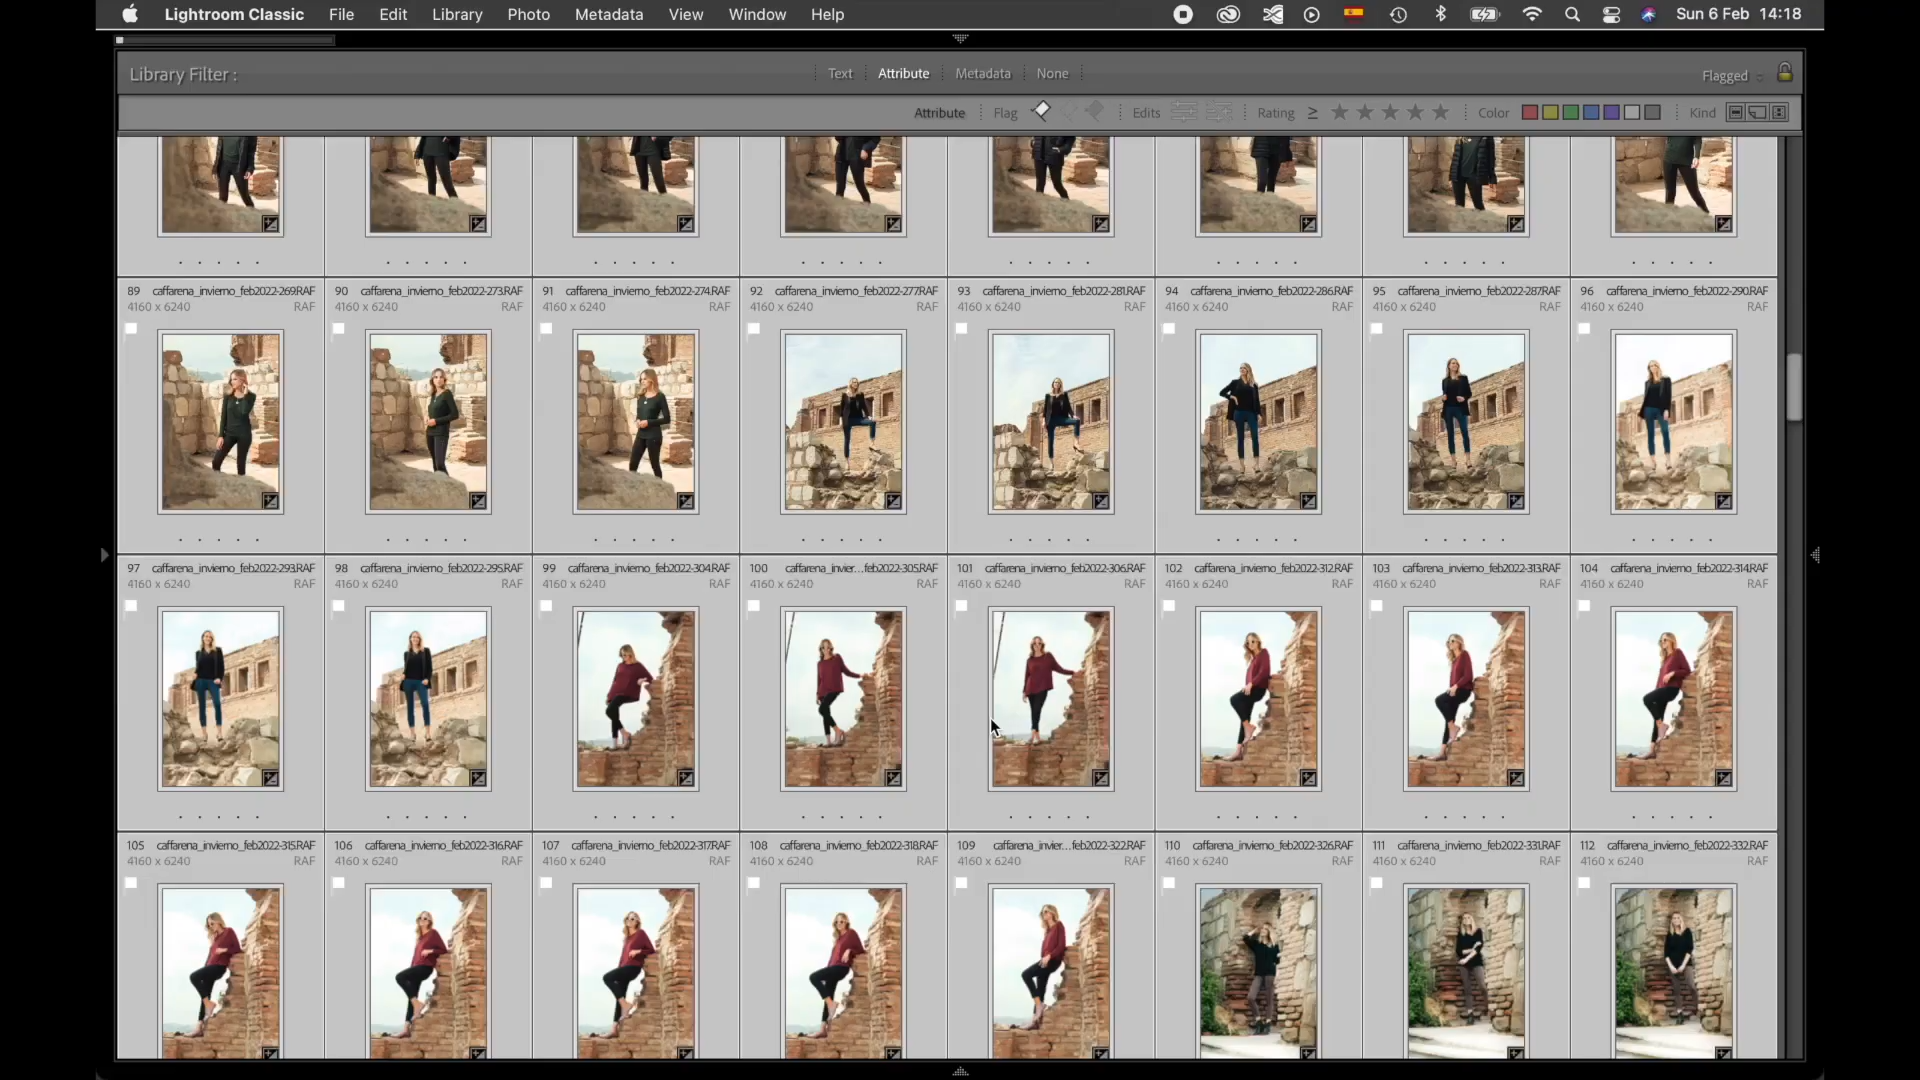 Lightroom Classic File Edit Library Photo Metadata View Window Help Sun 6 Feb 14:18
Library Filter : Text Attribute Metadata None Flagged
Attribute Flag Edits Rating ≥ Color Kind
89 caffarena_invierno_feb2022-269.RAF 90 caffarena_invierno_feb2022-273.RAF 91 caffarena_invierno_feb2022-274.RAF 92 caffarena_invierno_feb2022-277.RAF 93 caffarena_invierno_feb2022-281.RAF 94 caffarena_invierno_feb2022-286.RAF 95 caffarena_invierno_feb2022-287.RAF 96 caffarena_invierno_feb2022-290.RAF
4160 x 6240 RAF 4160 x 6240 RAF 4160 x 6240 RAF 4160 x 6240 RAF 4160 x 6240 RAF 4160 x 6240 RAF 4160 x 6240 RAF 4160 x 6240 RAF
97 caffarena_invierno_feb2022-293.RAF 98 caffarena_invierno_feb2022-295.RAF 99 caffarena_invierno_feb2022-304.RAF 100 caffarena_invier...feb2022-305.RAF 101 caffarena_invierno_feb2022-306.RAF 102 caffarena_invierno_feb2022-312.RAF 103 caffarena_invierno_feb2022-313.RAF 104 caffarena_invierno_feb2022-314.RAF
4160 x 6240 RAF 4160 x 6240 RAF 4160 x 6240 RAF 4160 x 6240 RAF 4160 x 6240 RAF 4160 x 6240 RAF 4160 x 6240 RAF 4160 x 6240 RAF
105 caffarena_invierno_feb2022-315.RAF 106 caffarena_invierno_feb2022-316.RAF 107 caffarena_invierno_feb2022-317.RAF 108 caffarena_invierno_feb2022-318.RAF 109 caffarena_invier...feb2022-322.RAF 110 caffarena_invierno_feb2022-326.RAF 111 caffarena_invierno_feb2022-331.RAF 112 caffarena_invierno_feb2022-332.RAF
4160 x 6240 RAF 4160 x 6240 RAF 4160 x 6240 RAF 4160 x 6240 RAF 4160 x 6240 RAF 4160 x 6240 RAF 4160 x 6240 RAF 4160 x 6240 RAF